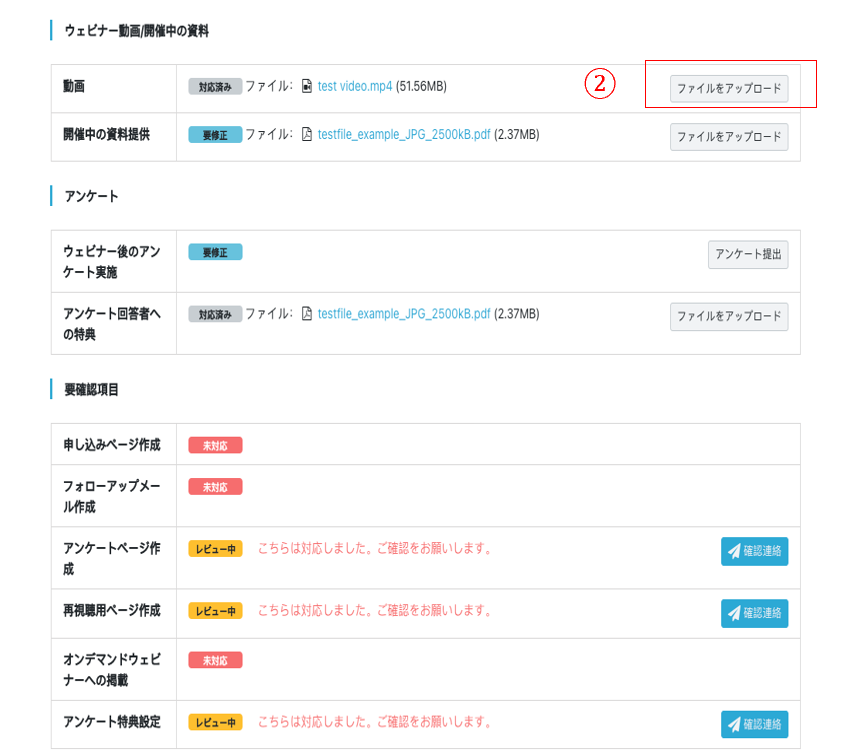 ウェビナー動画/開催中の資料
動画
対応済み ファイル: test video.mp4 (51.56MB)
②
ファイルをアップロード
開催中の資料提供
要修正 ファイル: testfile_example_JPG_2500kB.pdf (2.37MB)
ファイルをアップロード
アンケート
ウェビナー後のアン
ケート実施
要修正
アンケート提出
アンケート回答者へ
の特典
対応済み ファイル: testfile_example_JPG_2500kB.pdf (2.37MB)
ファイルをアップロード
要確認項目
申し込みページ作成
未対応
フォローアップメー
ル作成
未対応
アンケートページ作
成
レビュー中 こちらは対応しました。ご確認をお願いします。
確認連絡
再視聴用ページ作成
レビュー中 こちらは対応しました。ご確認をお願いします。
確認連絡
オンデマンドウェビ
ナーへの掲載
未対応
アンケート特典設定
レビュー中 こちらは対応しました。ご確認をお願いします。
確認連絡